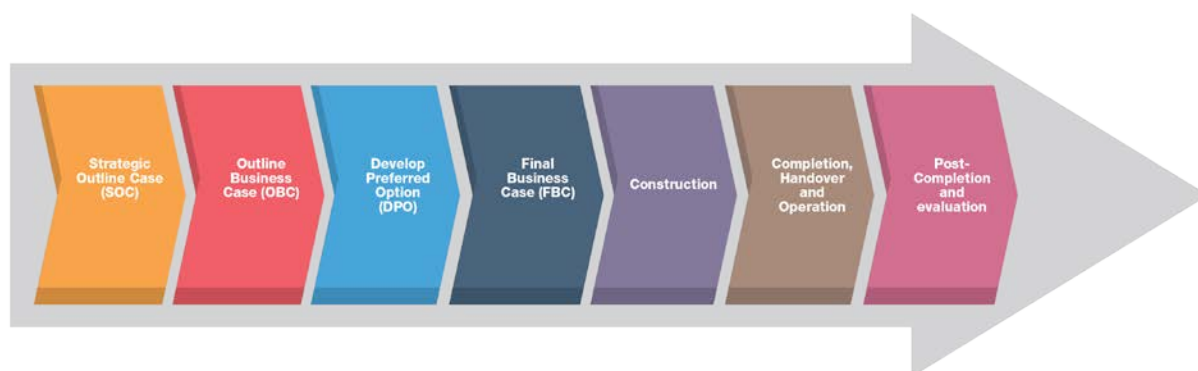 Strategic
Outline Case
(SOC)
Outline
Business
Case (OBC)
Develop
Preferred
Option
(DPO)
Final
Business
Case (FBC)
Construction
Completion,
Handover
and
Operation
Post-
Completion
and
evaluation